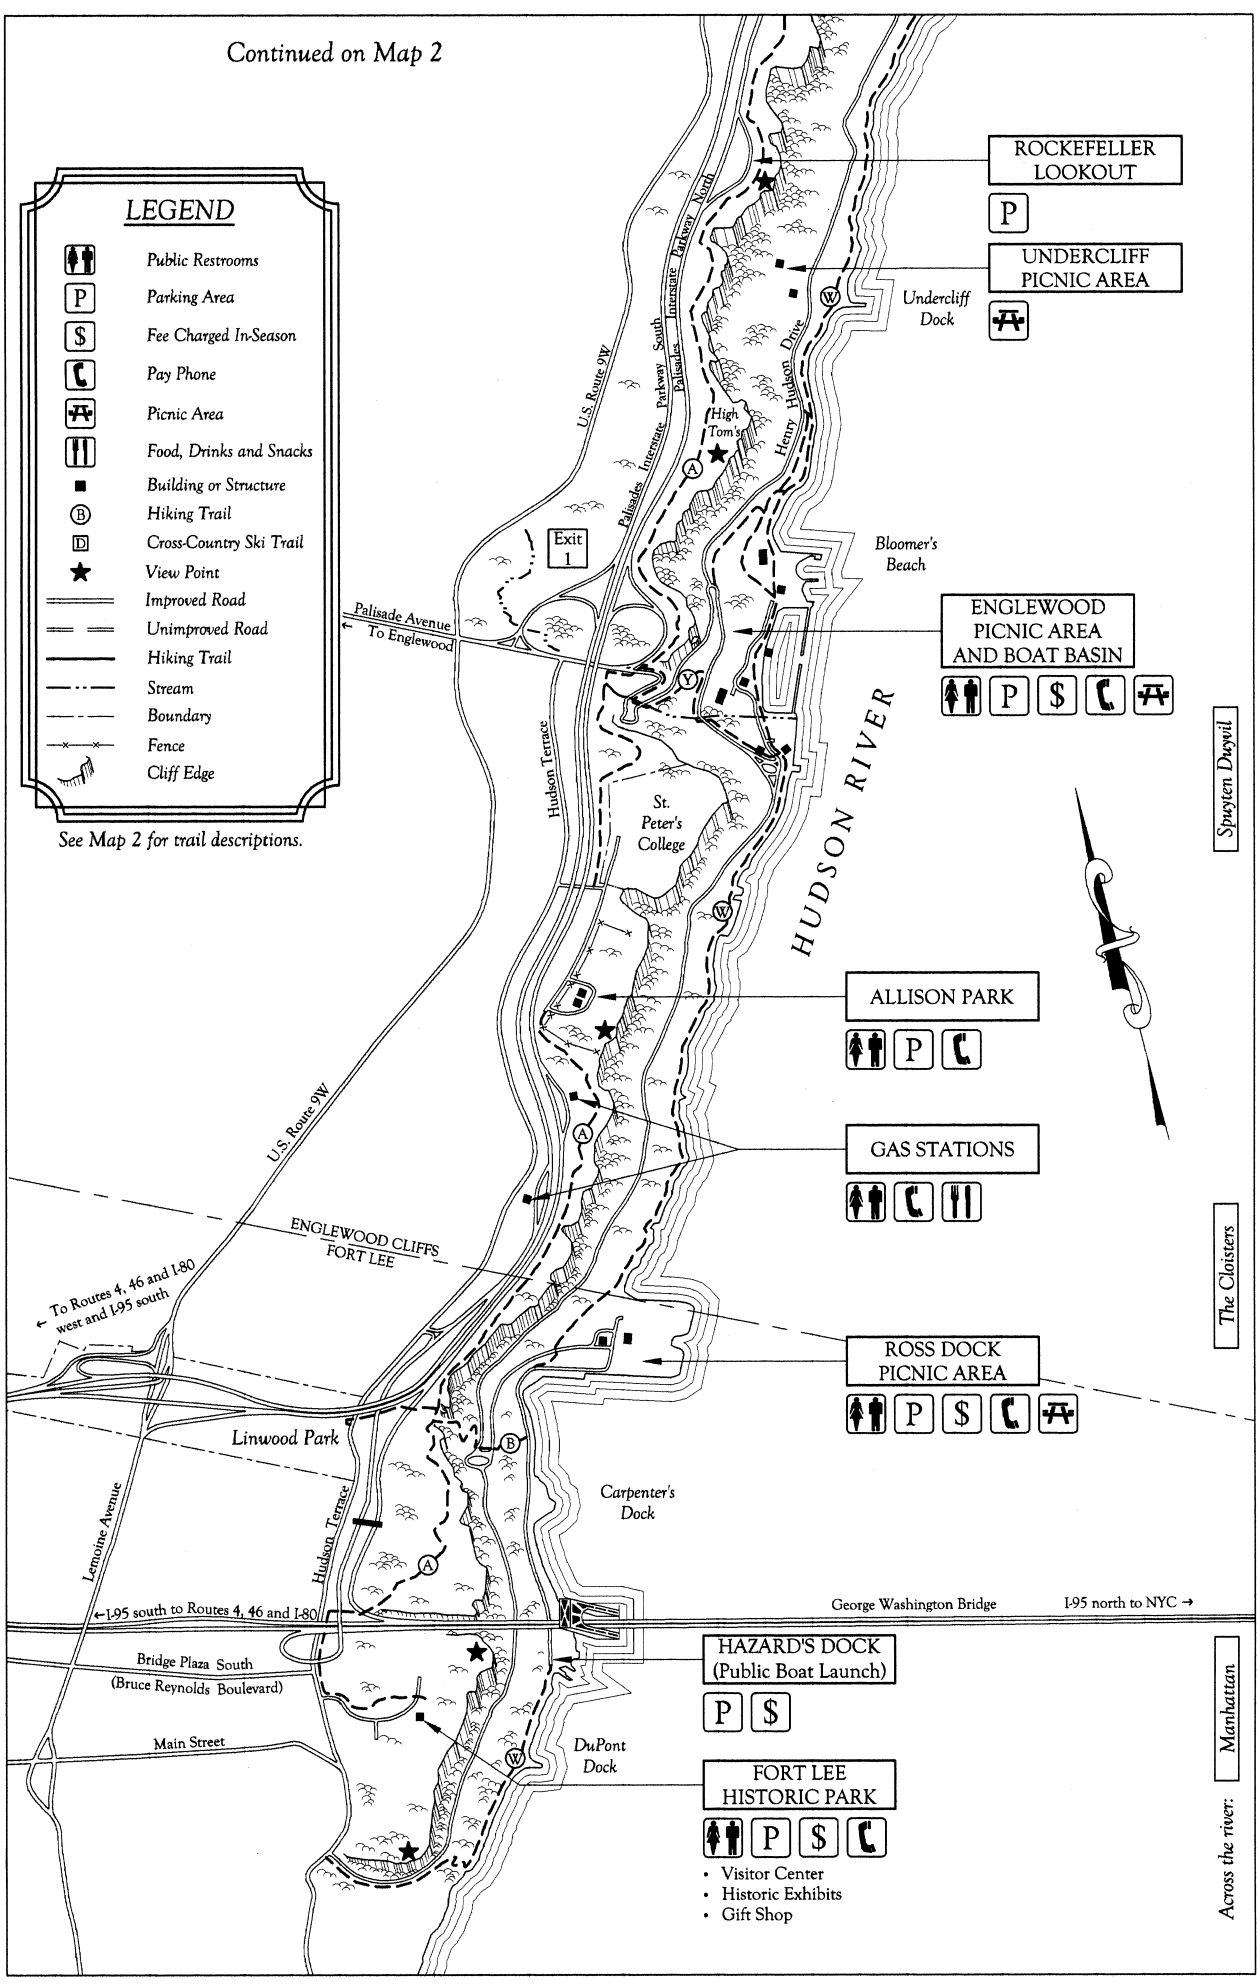 Continued on Map 2
LEGEND
Public Restrooms
P
Parking Area
$
Fee Charged In-Season
Pay Phone
Picnic Area
Food, Drinks and Snacks
Building or Structure
B
Hiking Trail
D
Cross-Country Ski Trail
View Point
Improved Road
Unimproved Road
Hiking Trail
Stream
Boundary
Fence
Cliff Edge
See Map 2 for trail descriptions.
ROCKEFELLER
LOOKOUT
P
UNDERCLIFF
PICNIC AREA
Undercliff
Dock
W
Palisades Interstate Parkway North
Palisades Interstate Parkway South
U.S. Route 9W
Henry Hudson Drive
High
Tom's
A
Exit
1
Bloomer's
Beach
Palisade Avenue
← To Englewood
ENGLEWOOD
PICNIC AREA
AND BOAT BASIN
P
$
Y
Hudson Terrace
HUDSON RIVER
Spuyten Duyvil
St.
Peter's
College
W
ALLISON PARK
P
A
GAS STATIONS
U.S. Route 9W
ENGLEWOOD CLIFFS
FORT LEE
← To Routes 4, 46 and I-80
west and I-95 south
The Cloisters
ROSS DOCK
PICNIC AREA
P
$
Linwood Park
B
Carpenter's
Dock
Lemoine Avenue
Hudson Terrace
A
←I-95 south to Routes 4, 46 and I-80
George Washington Bridge
I-95 north to NYC →
HAZARD'S DOCK
(Public Boat Launch)
P
$
Bridge Plaza South
(Bruce Reynolds Boulevard)
Main Street
DuPont
Dock
W
FORT LEE
HISTORIC PARK
P
$
• Visitor Center
• Historic Exhibits
• Gift Shop
Manhattan
Across the river: